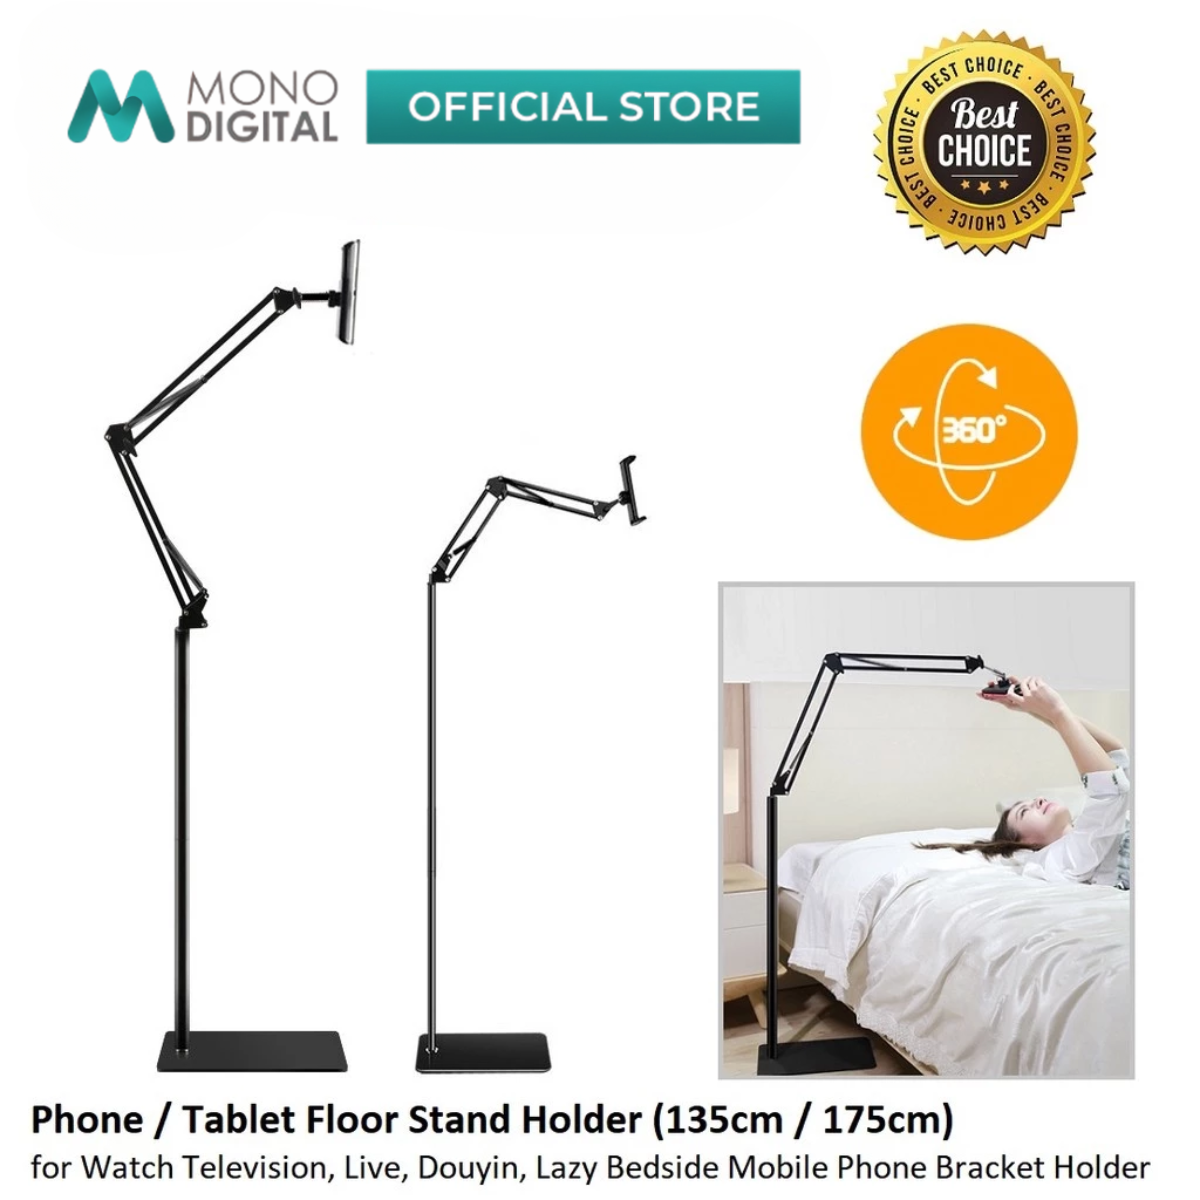 MONO
DIGITAL
OFFICIAL STORE
BEST CHOICE · BEST CHOICE · BEST CHOICE · BEST CHOICE ·
Best
CHOICE
360°
Phone / Tablet Floor Stand Holder (135cm / 175cm)
for Watch Television, Live, Douyin, Lazy Bedside Mobile Phone Bracket Holder